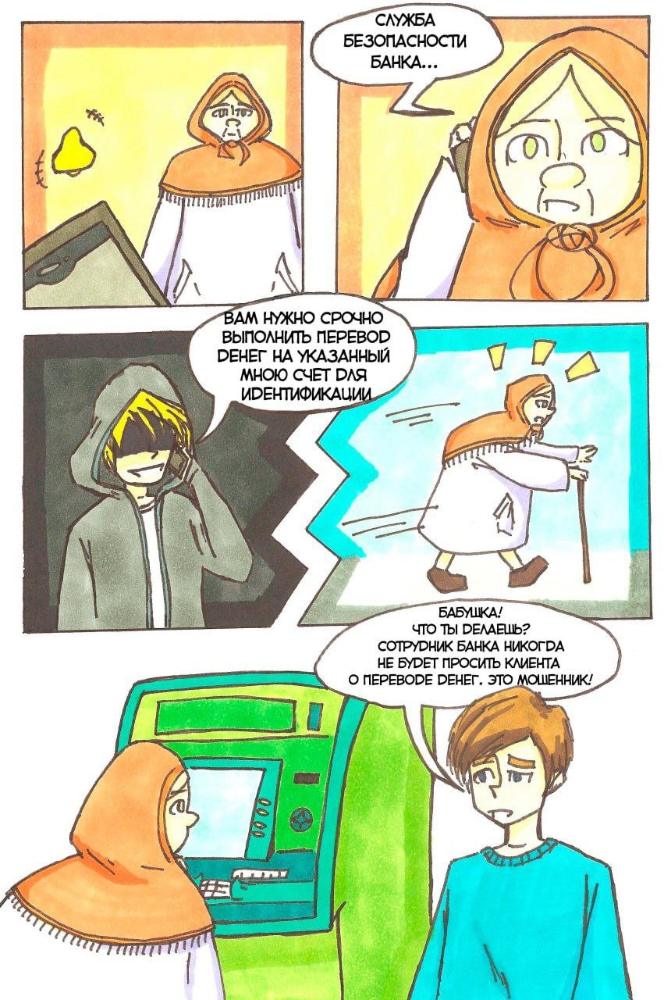 СЛУЖБА
БЕЗОПАСНОСТИ
БАНКА...
ВАМ НУЖНО СРОЧНО
ВЫПОЛНИТЬ ПЕРЕВОД
ДЕНЕГ НА УКАЗАННЫЙ
МНОЮ СЧЕТ ДЛЯ
ИДЕНТИФИКАЦИИ
БАБУШКА!
ЧТО ТЫ ДЕЛАЕШЬ?
СОТРУДНИК БАНКА НИКОГДА
НЕ БУДЕТ ПРОСИТЬ КЛИЕНТА
О ПЕРЕВОДЕ ДЕНЕГ. ЭТО МОШЕННИК!